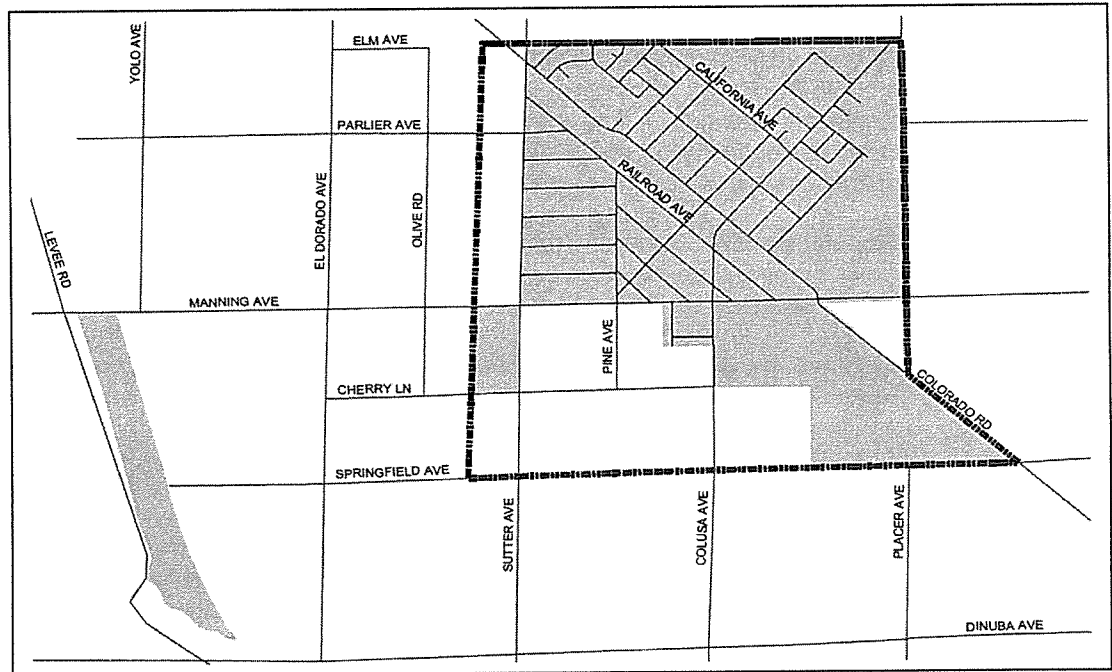 ELM AVE
YOLO AVE
CALIFORNIA AVE
PARLIER AVE
RAILROAD AVE
EL DORADO AVE
OLIVE RD
LEVEE RD
MANNING AVE
PINE AVE
CHERRY LN
COLORADO RD
SPRINGFIELD AVE
SUTTER AVE
COLUSA AVE
PLACER AVE
DINUBA AVE